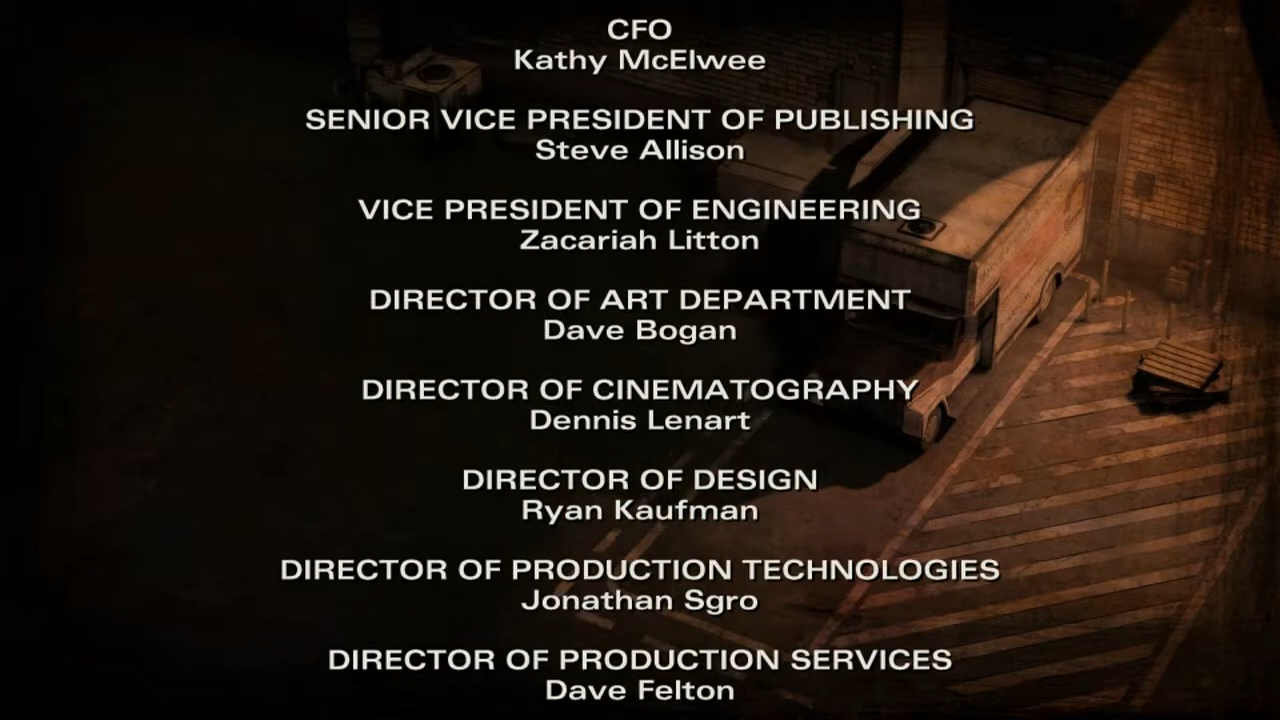 CFO
Kathy McElwee
SENIOR VICE PRESIDENT OF PUBLISHING
Steve Allison
VICE PRESIDENT OF ENGINEERING
Zacariah Litton
DIRECTOR OF ART DEPARTMENT
Dave Bogan
DIRECTOR OF CINEMATOGRAPHY
Dennis Lenart
DIRECTOR OF DESIGN
Ryan Kaufman
DIRECTOR OF PRODUCTION TECHNOLOGIES
Jonathan Sgro
DIRECTOR OF PRODUCTION SERVICES
Dave Felton